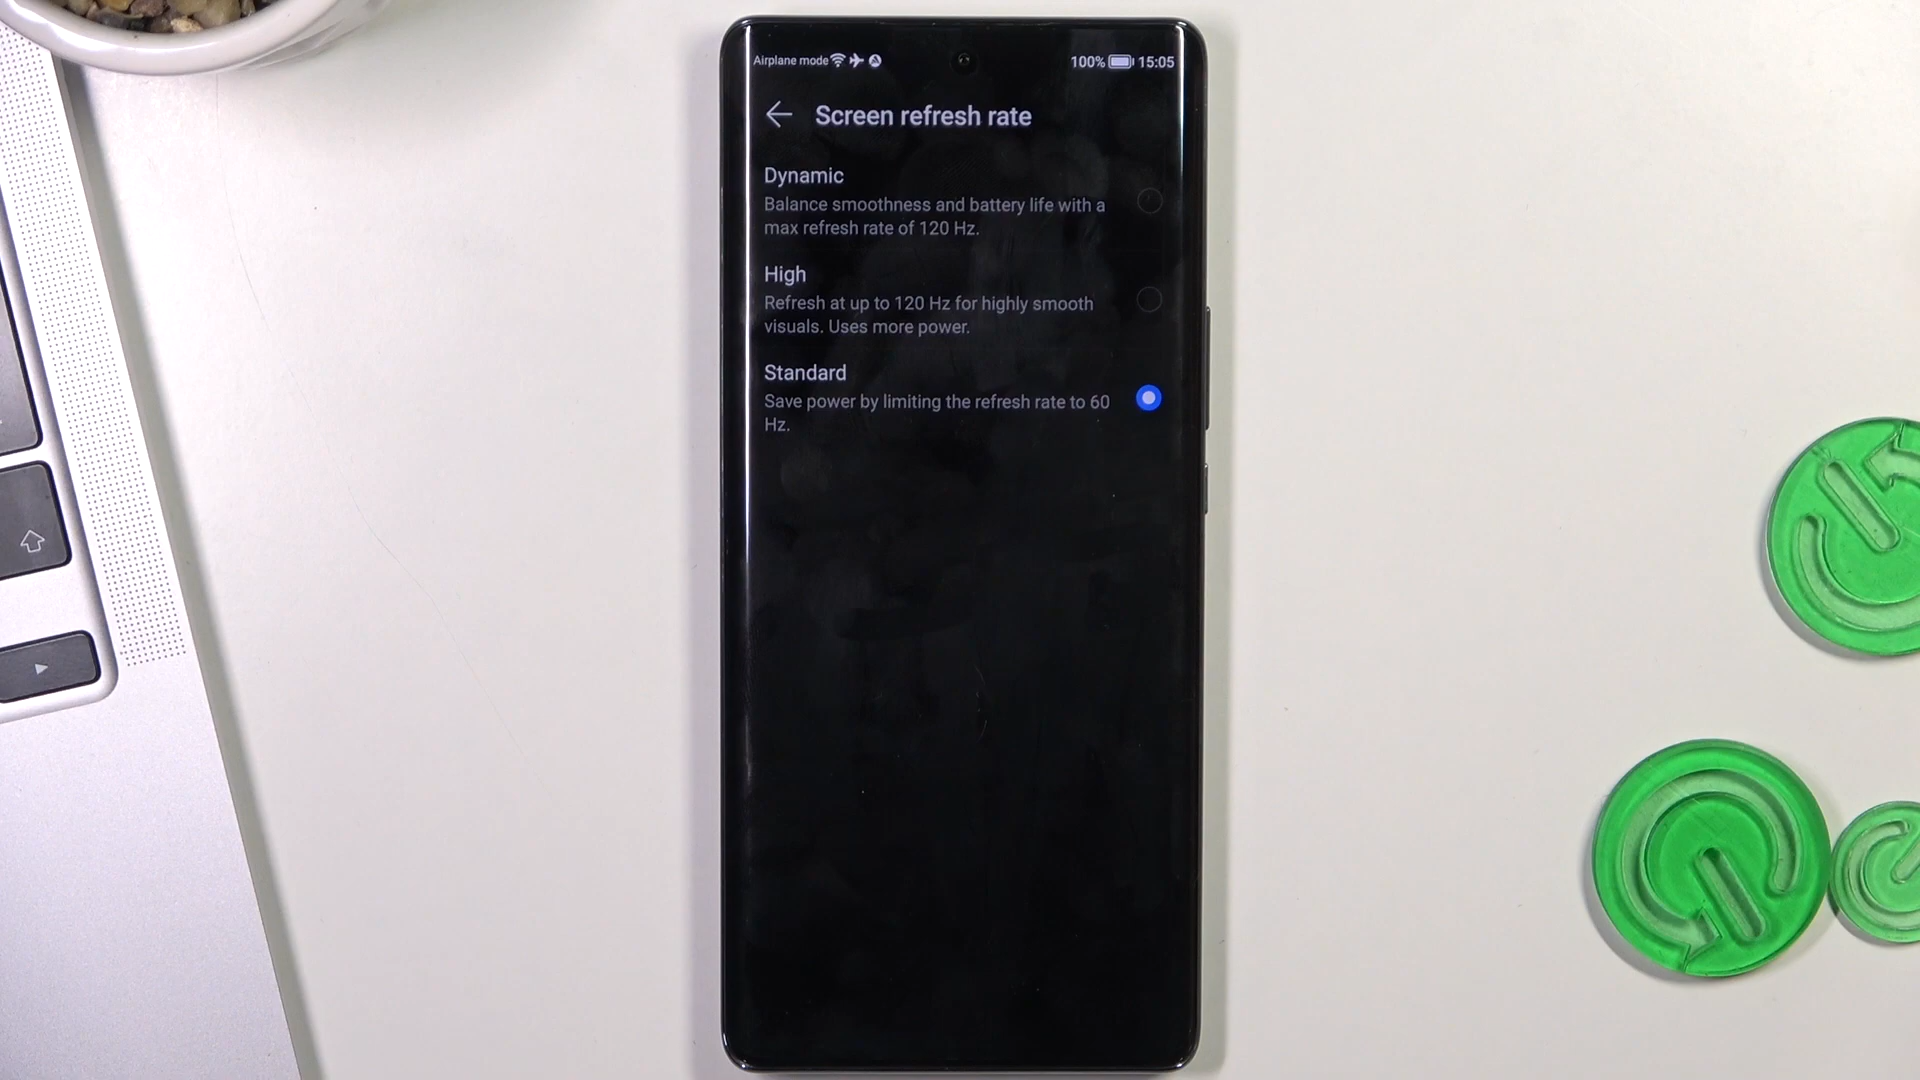 Airplane mode 100% 15:05
Screen refresh rate
Dynamic
Balance smoothness and battery life with a
max refresh rate of 120 Hz.
High
Refresh at up to 120 Hz for highly smooth
visuals. Uses more power.
Standard
Save power by limiting the refresh rate to 60
Hz.